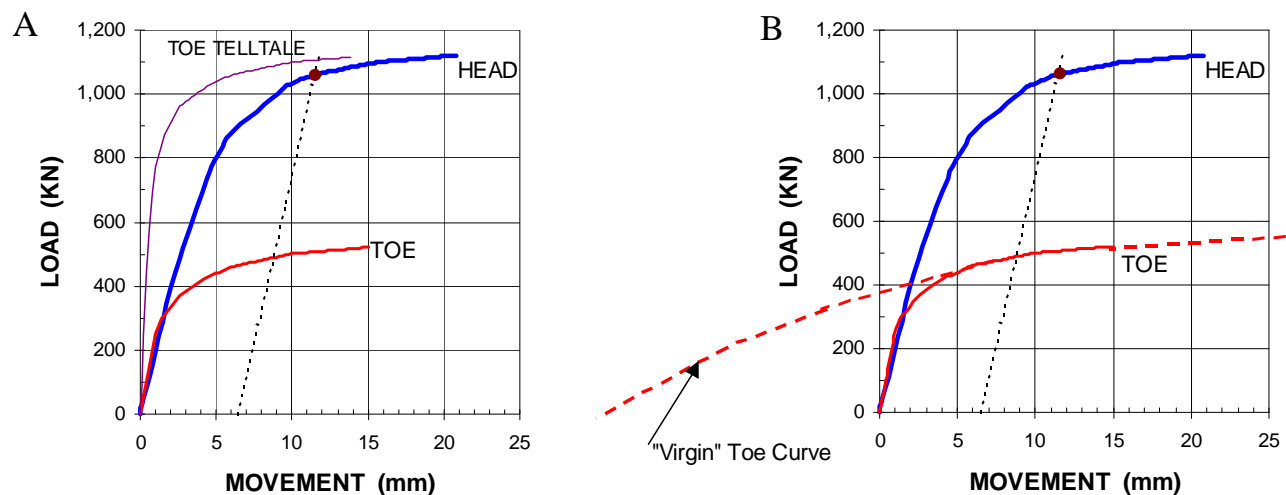 A
1,200
1,000
800
600
400
200
0
LOAD (KN)
TOE TELLTALE
HEAD
TOE
0 5 10 15 20 25
MOVEMENT (mm)
B
1,200
1,000
800
600
400
200
0
LOAD (KN)
HEAD
TOE
"Virgin" Toe Curve
0 5 10 15 20 25
MOVEMENT (mm)